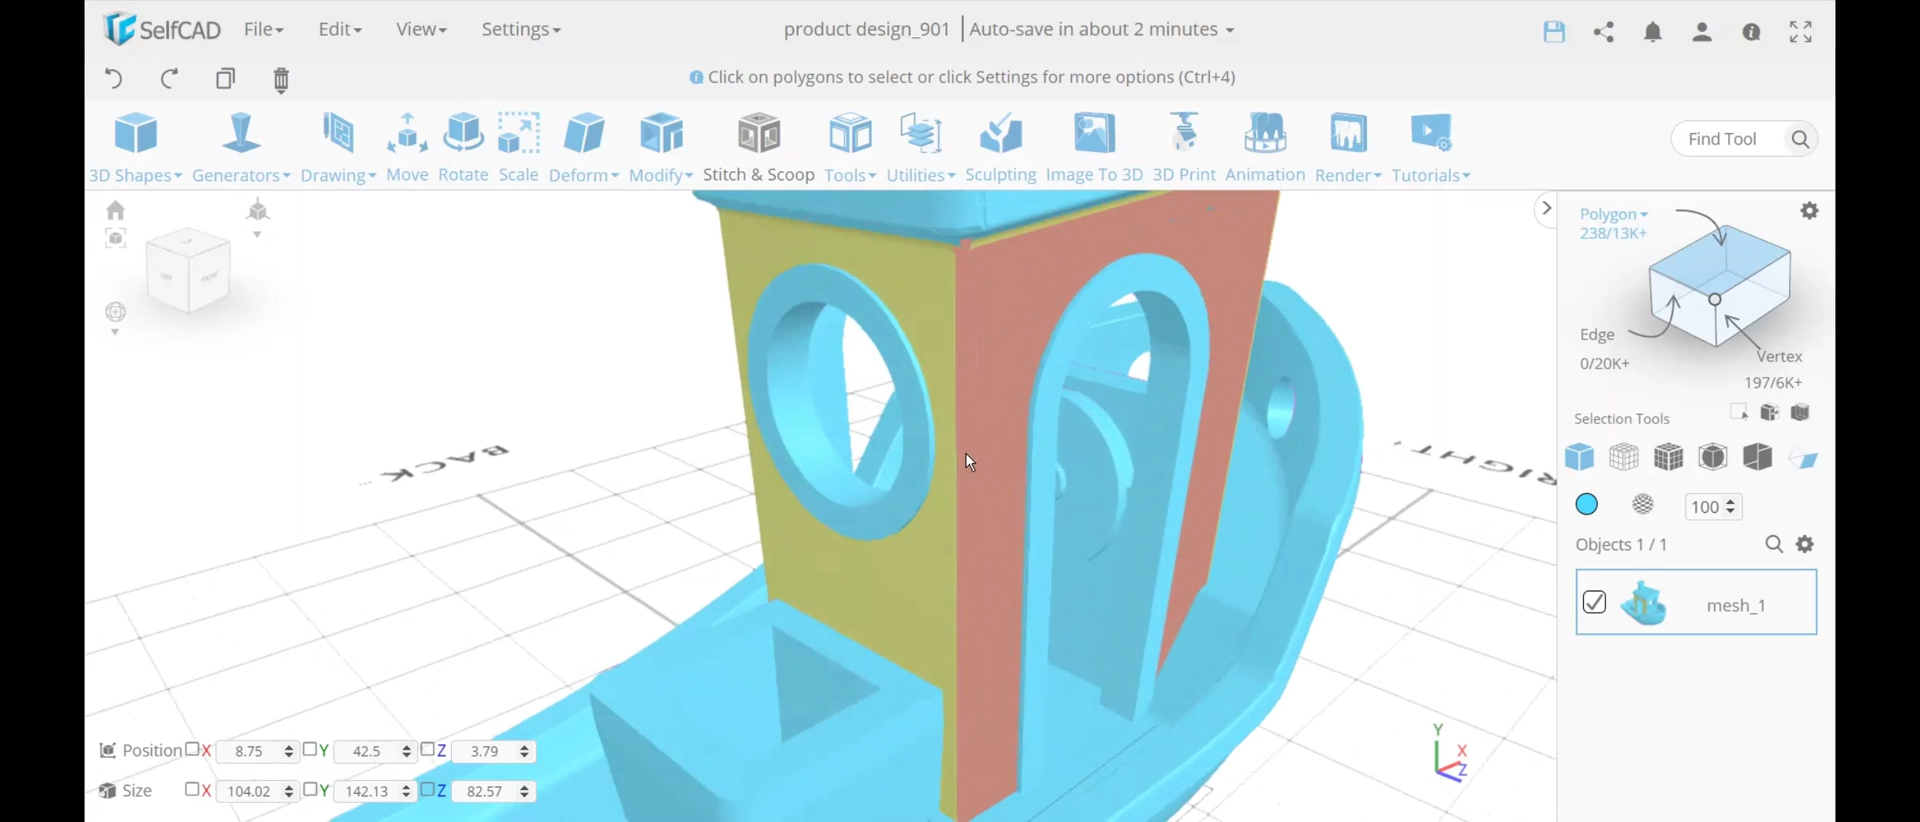 SelfCAD File Edit View Settings product design_901 Auto-save in about 2 minutes
Click on polygons to select or click Settings for more options (Ctrl+4)
3D Shapes Generators Drawing Move Rotate Scale Deform Modify Stitch & Scoop Tools Utilities Sculpting Image To 3D 3D Print Animation Render Tutorials
Find Tool
LEFT FRONT
BACK
RIGHT
Polygon
238/13K+
Edge
0/20K+
Vertex
197/6K+
Selection Tools
100
Objects 1 / 1
mesh_1
Position X 8.75 Y 42.5 Z 3.79
Size X 104.02 Y 142.13 Z 82.57
Y
X
Z